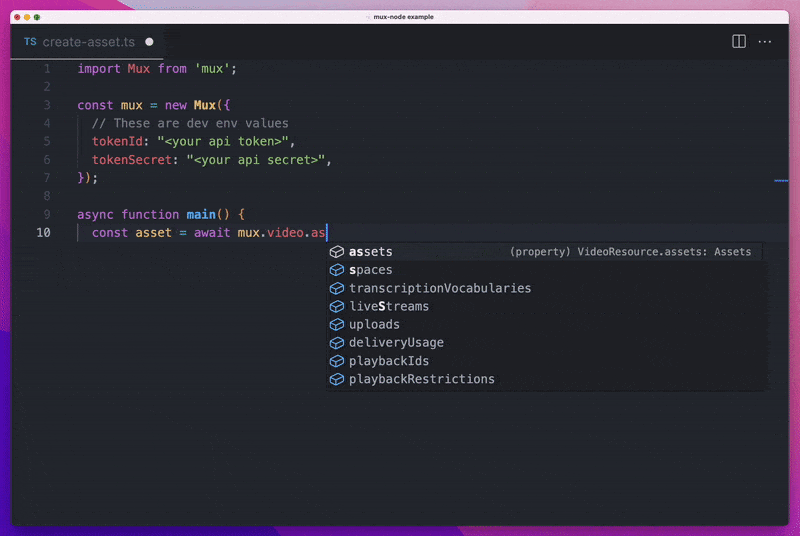 mux-node example
TS create-asset.ts
1 import Mux from 'mux';
2
3 const mux = new Mux({
4 // These are dev env values
5 tokenId: "<your api token>",
6 tokenSecret: "<your api secret>",
7 });
8
9 async function main() {
10 const asset = await mux.video.as
assets (property) VideoResource.assets: Assets
spaces
transcriptionVocabularies
liveStreams
uploads
deliveryUsage
playbackIds
playbackRestrictions